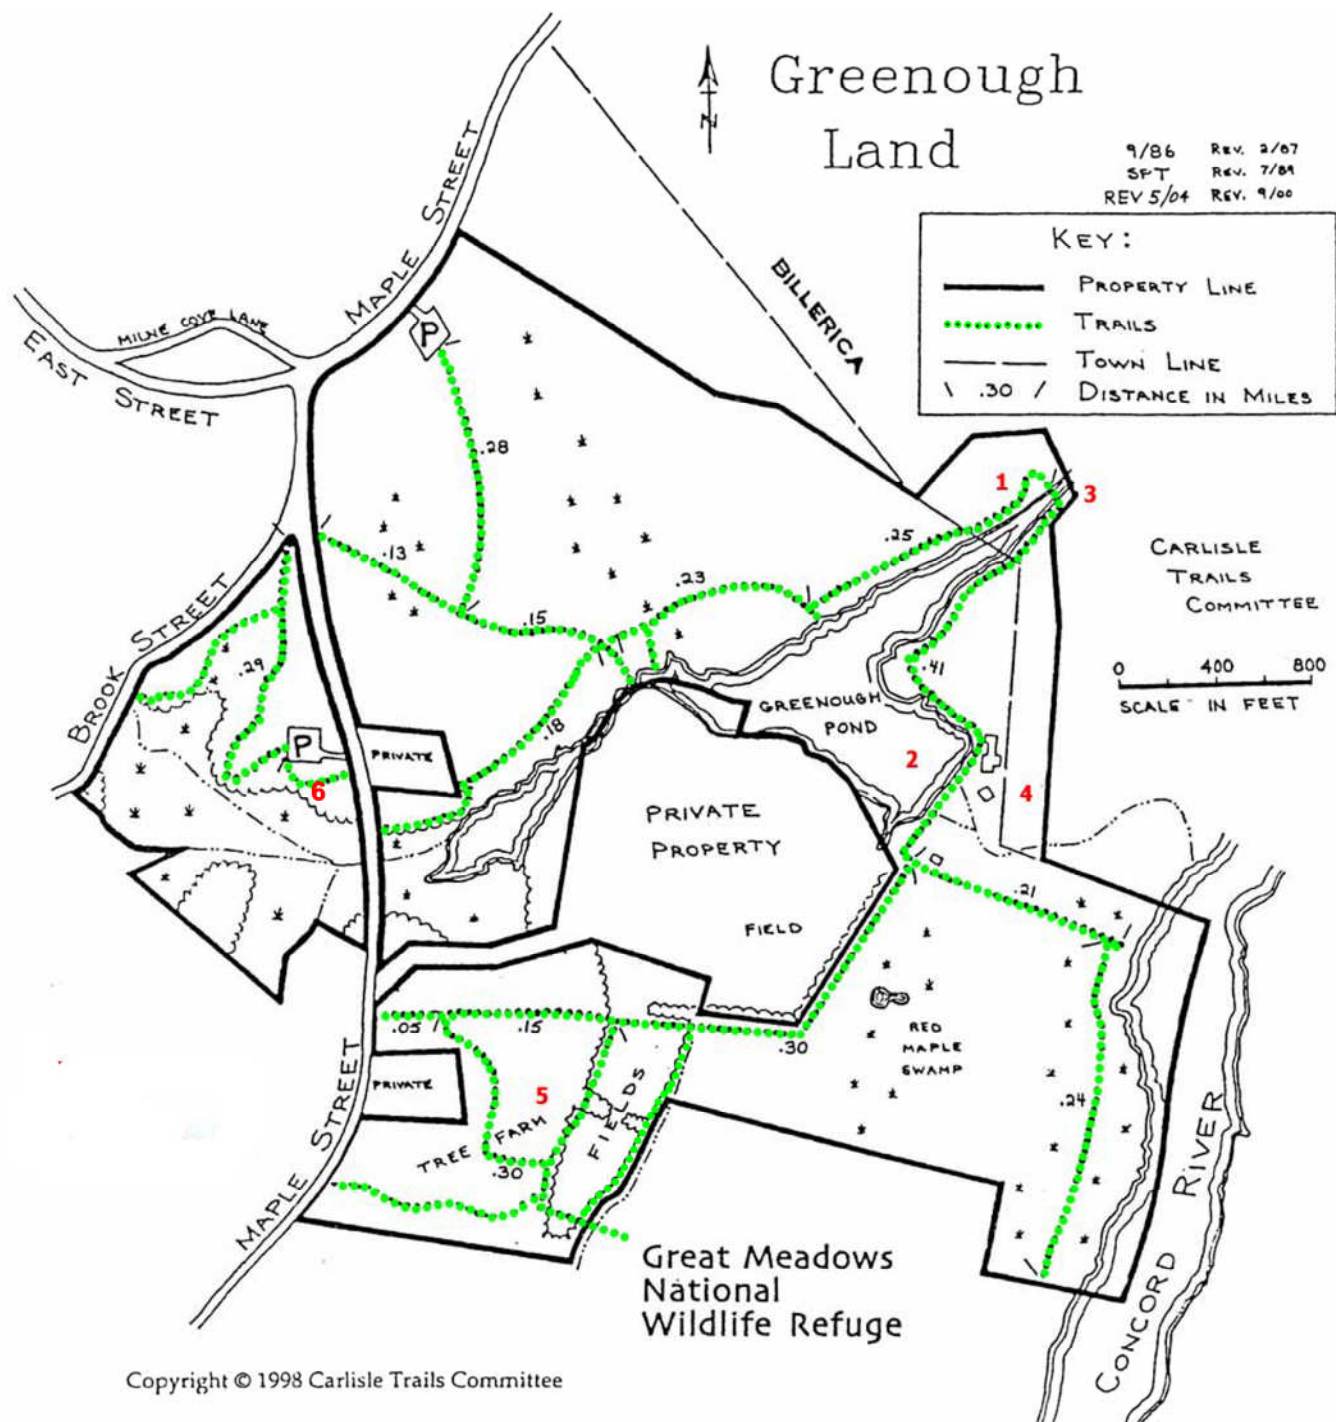 Greenough
Land
N
9/86 REV. 2/87
SPT REV. 7/89
REV 5/04 REV. 9/00
KEY:
PROPERTY LINE
TRAILS
TOWN LINE
\ .30 / DISTANCE IN MILES
MAPLE STREET
BILLERICA
MILNE COVE LANE
EAST STREET
P
.28
1
3
.25
.13
.23
CARLISLE
TRAILS
COMMITTEE
BROOK STREET
.15
.29
.41
0 400 800
SCALE IN FEET
GREENOUGH
POND
.18
P
PRIVATE
2
6
4
PRIVATE
PROPERTY
.21
FIELD
.05
.15
.30
RED
MAPLE
SWAMP
PRIVATE
5
TREE FARM
FIELDS
.30
.24
MAPLE STREET
CONCORD RIVER
Great Meadows
National
Wildlife Refuge
Copyright © 1998 Carlisle Trails Committee